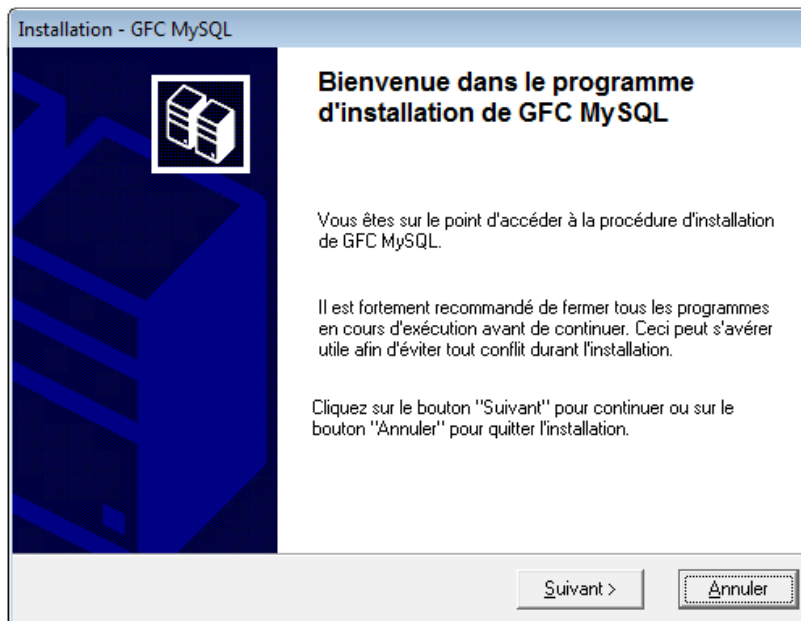 Installation - GFC MySQL
Bienvenue dans le programme
d'installation de GFC MySQL
Vous êtes sur le point d'accéder à la procédure d'installation
de GFC MySQL.
Il est fortement recommandé de fermer tous les programmes
en cours d'exécution avant de continuer. Ceci peut s'avérer
utile afin d'éviter tout conflit durant l'installation.
Cliquez sur le bouton "Suivant" pour continuer ou sur le
bouton "Annuler" pour quitter l'installation.
Suivant >
Annuler